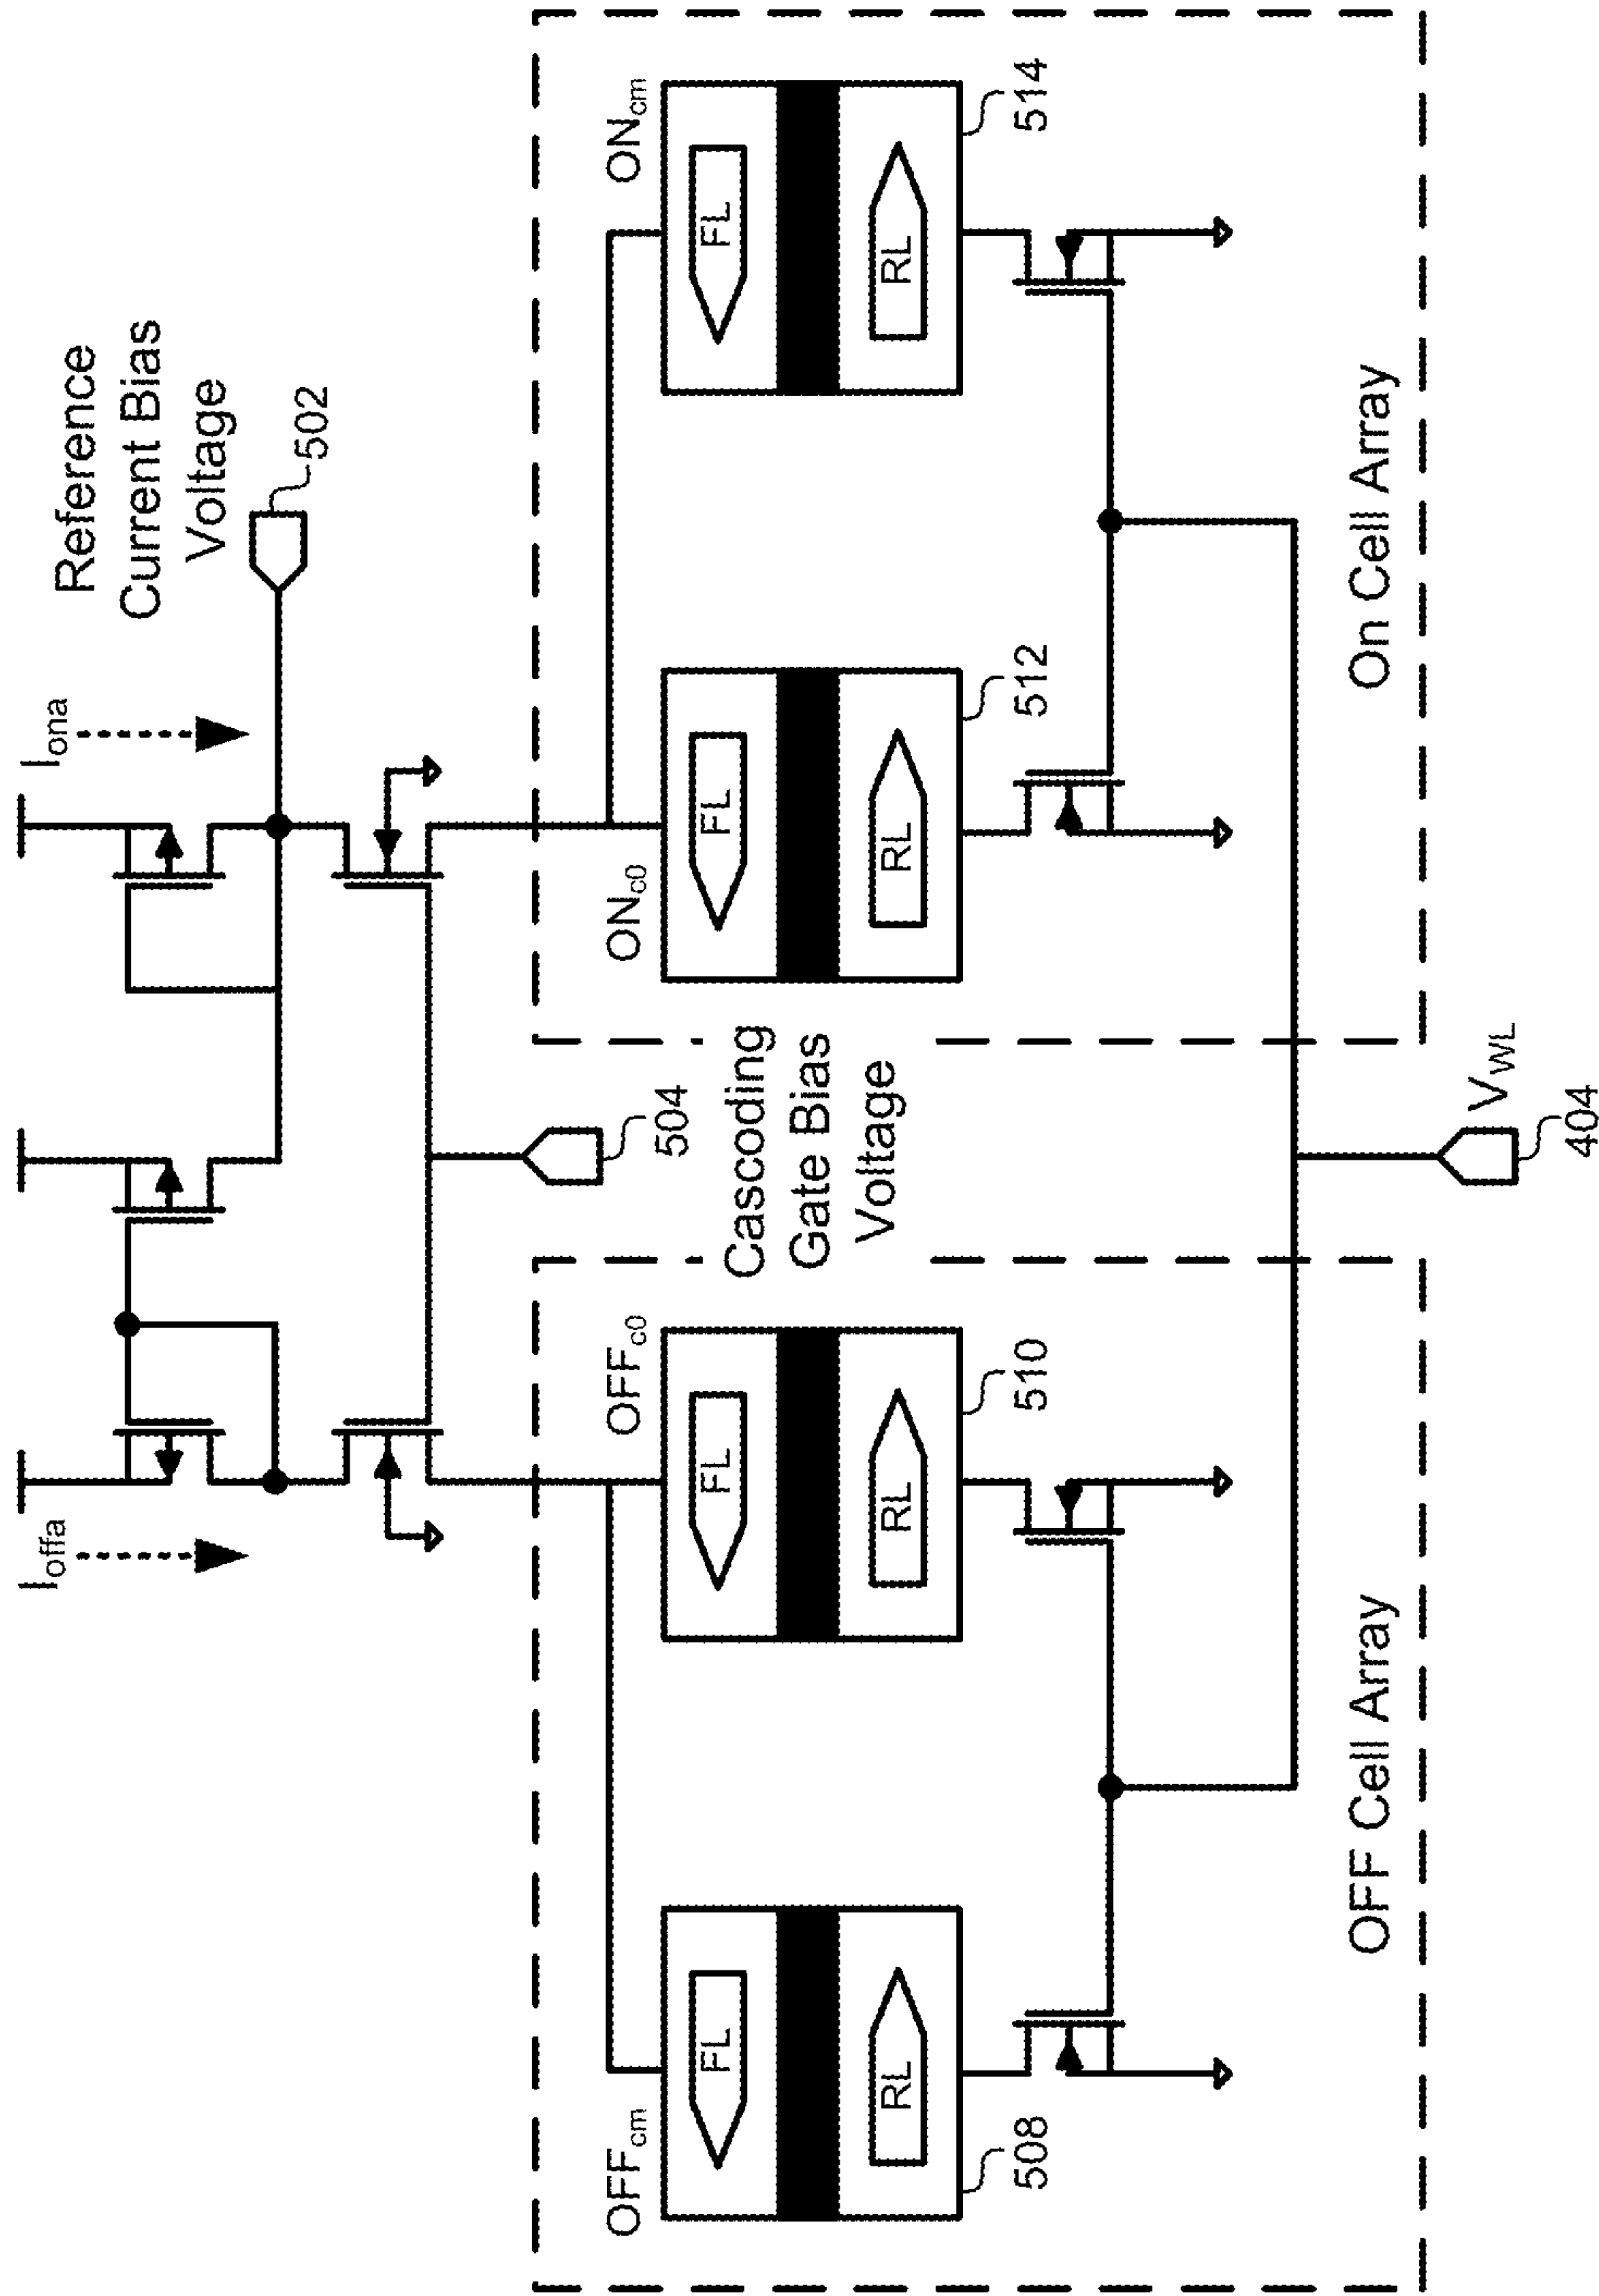 I_offa
I_ona
Reference
Current Bias
Voltage
502
OFF_cm
OFF_c0
ON_c0
ON_cm
504
FL
FL
FL
FL
Cascoding
Gate Bias
Voltage
RL
RL
RL
RL
508
510
512
514
OFF Cell Array
On Cell Array
V_WL
404